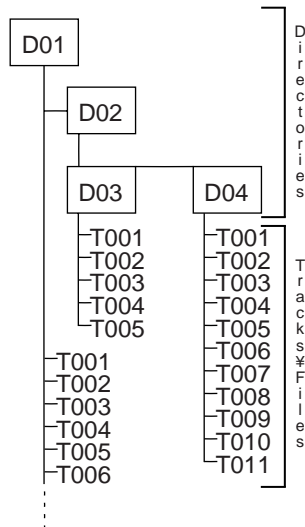 D01
D02
D03
D04
T001
T002
T003
T004
T005
T001
T002
T003
T004
T005
T006
T007
T008
T009
T010
T011
T001
T002
T003
T004
T005
T006
Directories
Tracks¥Files